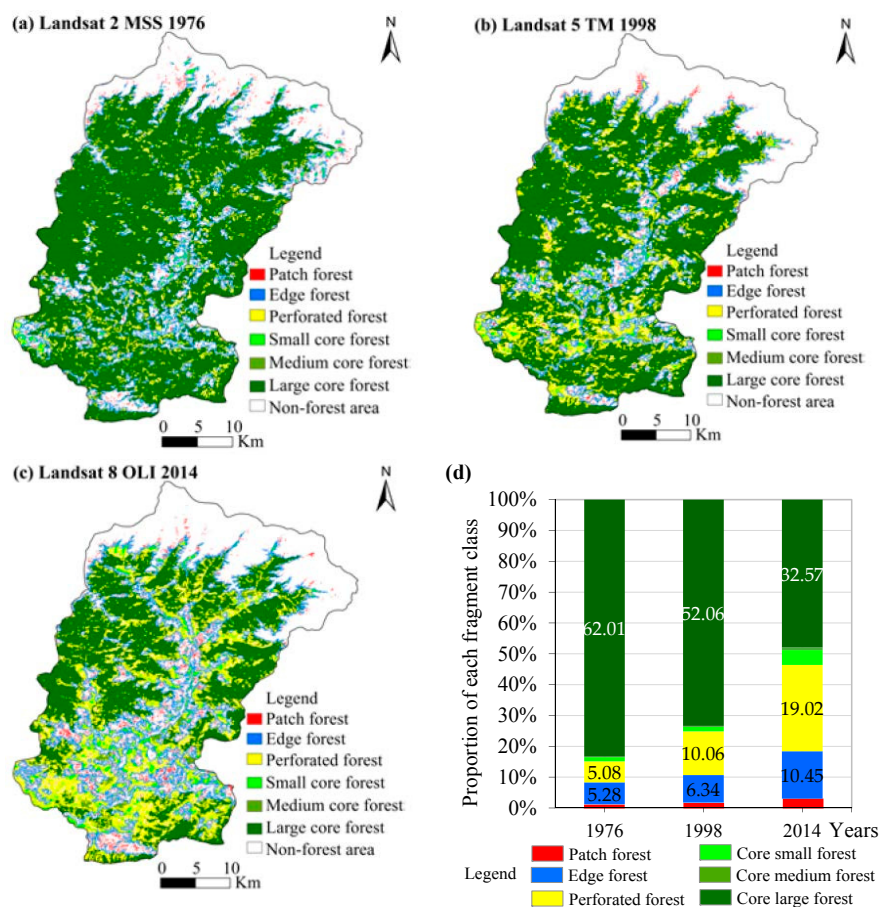 (a) Landsat 2 MSS 1976
N
Legend
Patch forest
Edge forest
Perforated forest
Small core forest
Medium core forest
Large core forest
Non-forest area
0 5 10
Km
(b) Landsat 5 TM 1998
N
Legend
Patch forest
Edge forest
Perforated forest
Small core forest
Medium core forest
Large core forest
Non-forest area
0 5 10
Km
(c) Landsat 8 OLI 2014
N
Legend
Patch forest
Edge forest
Perforated forest
Small core forest
Medium core forest
Large core forest
Non-forest area
0 5 10
Km
(d)
Proportion of each fragment class
100%
90%
80%
70%
60%
50%
40%
30%
20%
10%
0%
62.01
5.08
5.28
52.06
10.06
6.34
32.57
19.02
10.45
1976 1998 2014 Years
Legend
Patch forest
Edge forest
Perforated forest
Core small forest
Core medium forest
Core large forest